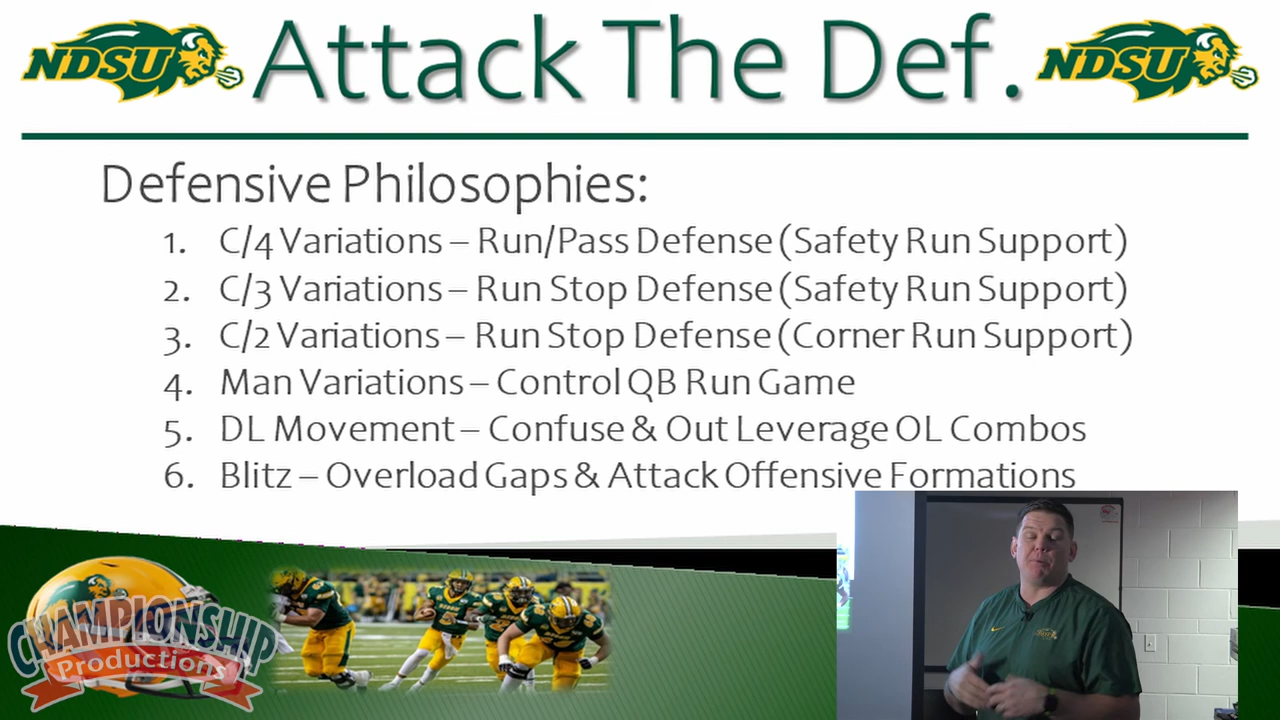 NDSU Attack The Def. NDSU
Defensive Philosophies:
1. C/4 Variations – Run/Pass Defense (Safety Run Support)
2. C/3 Variations – Run Stop Defense (Safety Run Support)
3. C/2 Variations – Run Stop Defense (Corner Run Support)
4. Man Variations – Control QB Run Game
5. DL Movement – Confuse & Out Leverage OL Combos
6. Blitz – Overload Gaps & Attack Offensive Formations
CHAMPIONSHIP
Productions